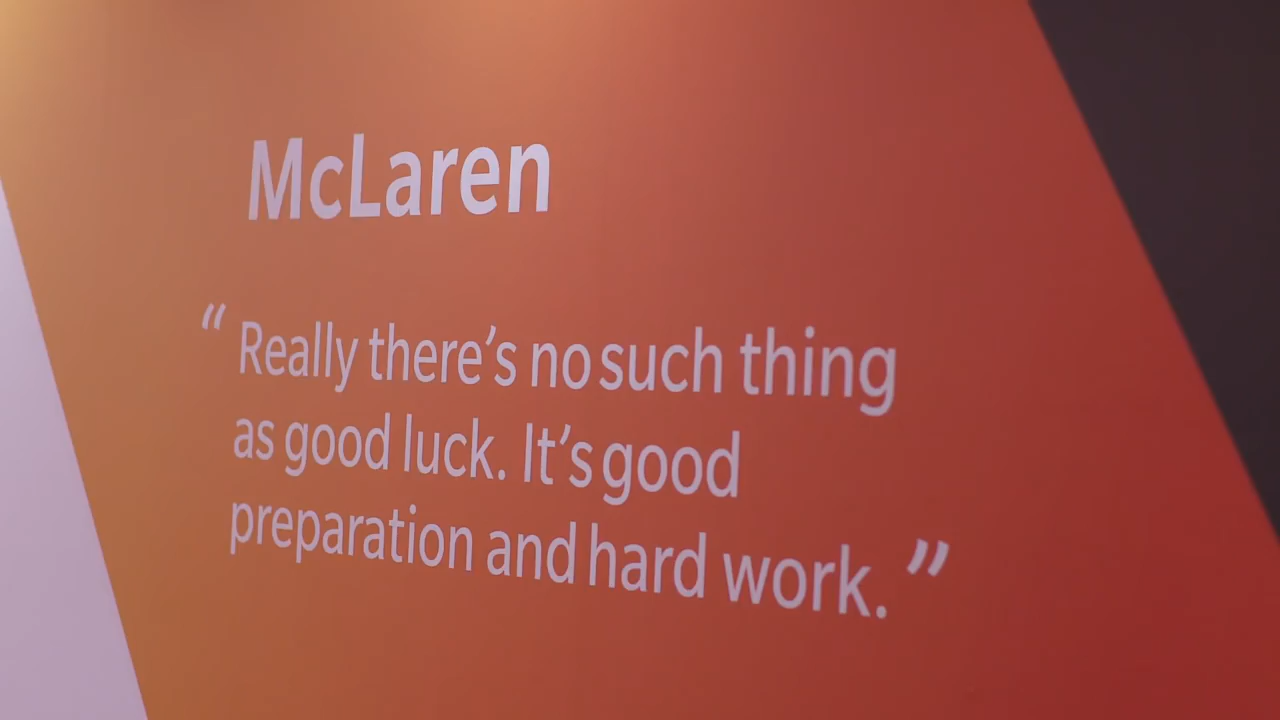 McLaren
“Really there’s no such thing
as good luck. It’s good
preparation and hard work.”